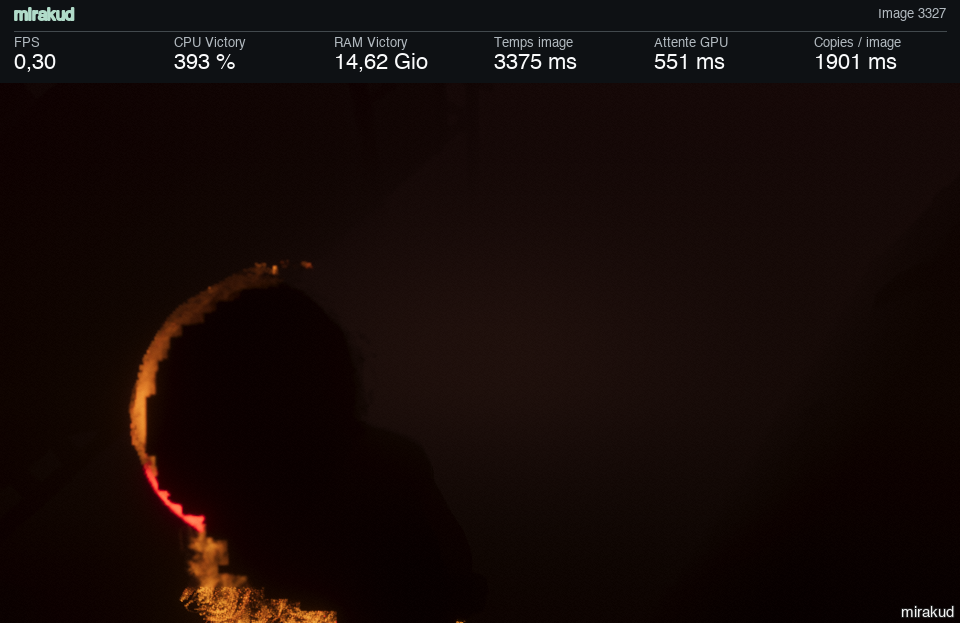 mirakud
Image 3327
FPS
CPU Victory
RAM Victory
Temps image
Attente GPU
Copies / image
0,30
393 %
14,62 Gio
3375 ms
551 ms
1901 ms
mirakud